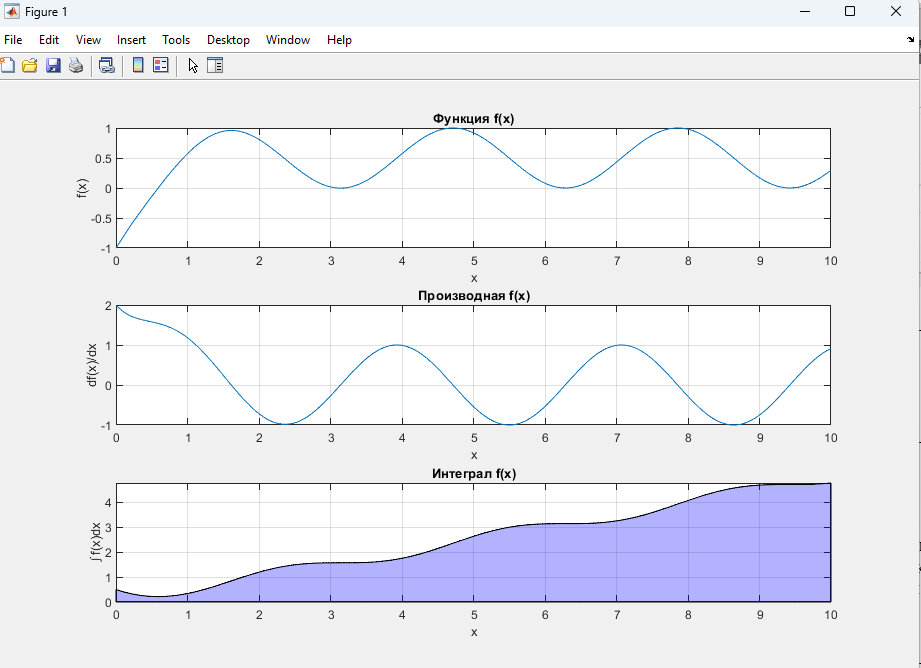 Figure 1
File Edit View Insert Tools Desktop Window Help
Функция f(x)
f(x)
1
0.5
0
-0.5
-1
0 1 2 3 4 5 6 7 8 9 10
x
Производная f(x)
df(x)/dx
2
1
0
-1
0 1 2 3 4 5 6 7 8 9 10
x
Интеграл f(x)
∫ f(x)dx
4
3
2
1
0
0 1 2 3 4 5 6 7 8 9 10
x